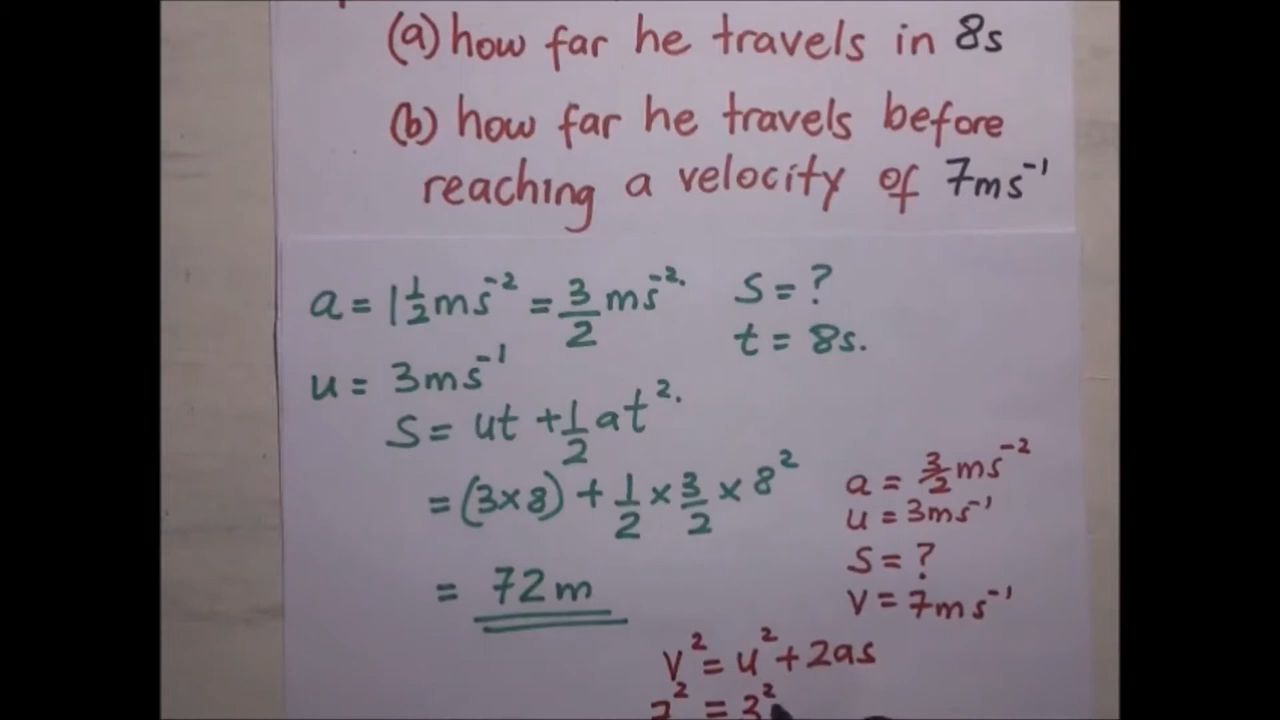 (a) how far he travels in 8s
(b) how far he travels before
reaching a velocity of 7ms⁻¹
a = 1½ms⁻² = 3/2 ms⁻².
s = ?
t = 8s.
u = 3ms⁻¹
s = ut + ½at².
= (3×8) + ½ × 3/2 × 8²
= 72m
a = 3/2 ms⁻²
u = 3ms⁻¹
s = ?
v = 7ms⁻¹
v² = u² + 2as
7² = 3²